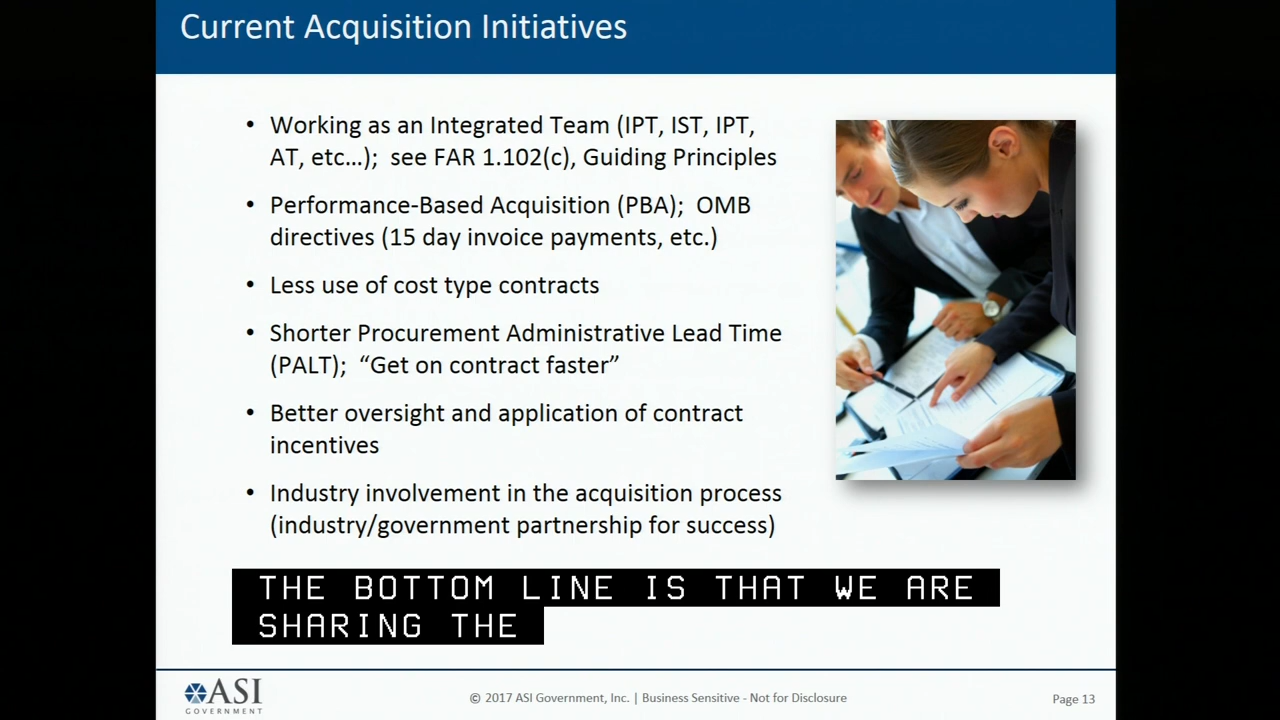 Current Acquisition Initiatives
• Working as an Integrated Team (IPT, IST, IPT,
AT, etc…); see FAR 1.102(c), Guiding Principles
• Performance-Based Acquisition (PBA); OMB
directives (15 day invoice payments, etc.)
• Less use of cost type contracts
• Shorter Procurement Administrative Lead Time
(PALT); “Get on contract faster”
• Better oversight and application of contract
incentives
• Industry involvement in the acquisition process
(industry/government partnership for success)
THE BOTTOM LINE IS THAT WE ARE
SHARING THE
ASI
GOVERNMENT
© 2017 ASI Government, Inc. | Business Sensitive - Not for Disclosure
Page 13